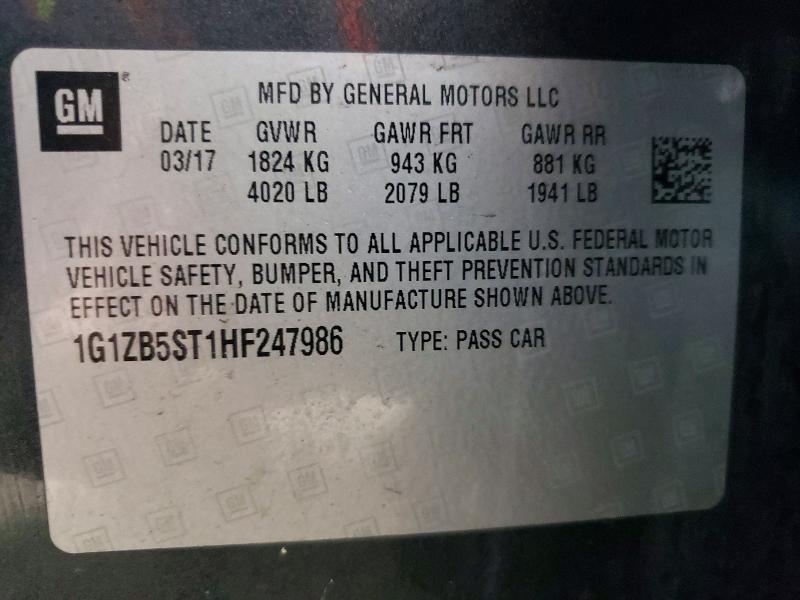 GM
MFD BY GENERAL MOTORS LLC
DATE GVWR GAWR FRT GAWR RR
03/17 1824 KG 943 KG 881 KG
4020 LB 2079 LB 1941 LB
THIS VEHICLE CONFORMS TO ALL APPLICABLE U.S. FEDERAL MOTOR
VEHICLE SAFETY, BUMPER, AND THEFT PREVENTION STANDARDS IN
EFFECT ON THE DATE OF MANUFACTURE SHOWN ABOVE.
1G1ZB5ST1HF247986 TYPE: PASS CAR